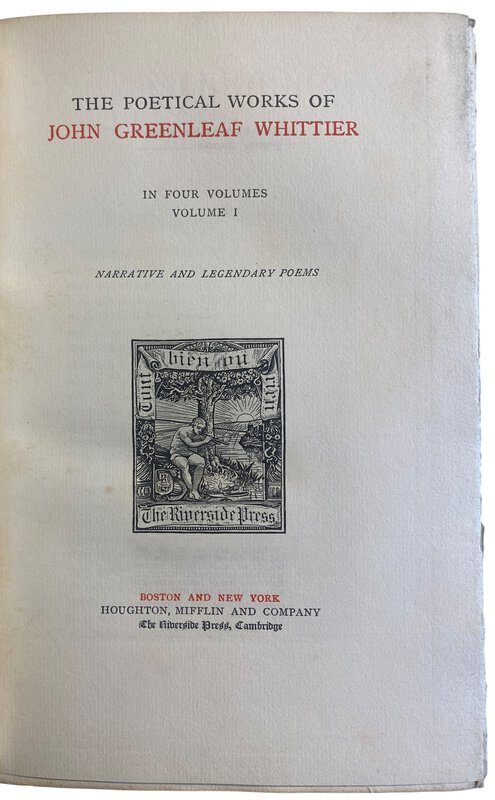 THE POETICAL WORKS OF
JOHN GREENLEAF WHITTIER
IN FOUR VOLUMES
VOLUME I
NARRATIVE AND LEGENDARY POEMS
Tout bien ou rien
The Riverside Press
BOSTON AND NEW YORK
HOUGHTON, MIFFLIN AND COMPANY
The Riverside Press, Cambridge